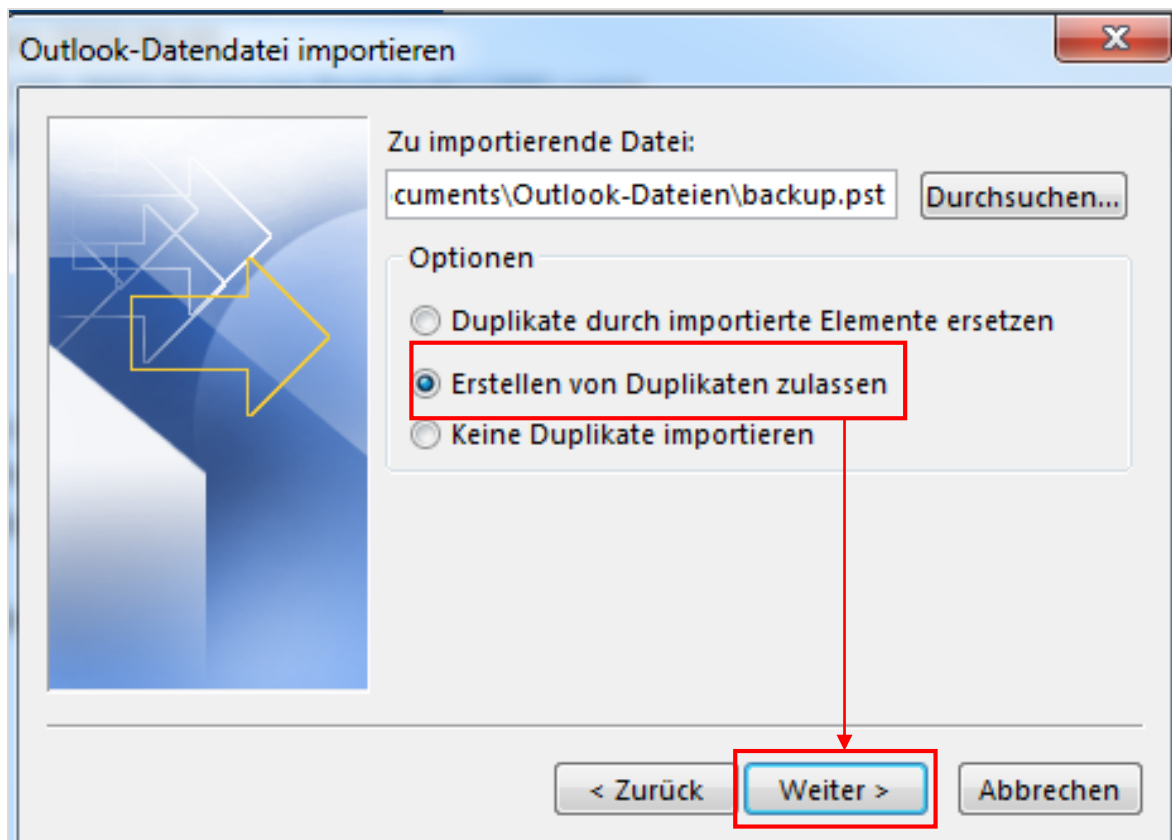 Outlook-Datendatei importieren
Zu importierende Datei:
cuments\Outlook-Dateien\backup.pst
Durchsuchen...
Optionen
Duplikate durch importierte Elemente ersetzen
Erstellen von Duplikaten zulassen
Keine Duplikate importieren
< Zurück
Weiter >
Abbrechen